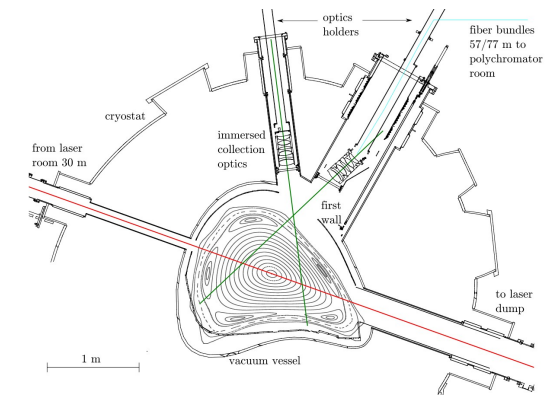 optics
holders
fiber bundles
57/77 m to
polychromator
room
cryostat
from laser
room 30 m
immersed
collection
optics
first
wall
to laser
dump
1 m
vacuum vessel